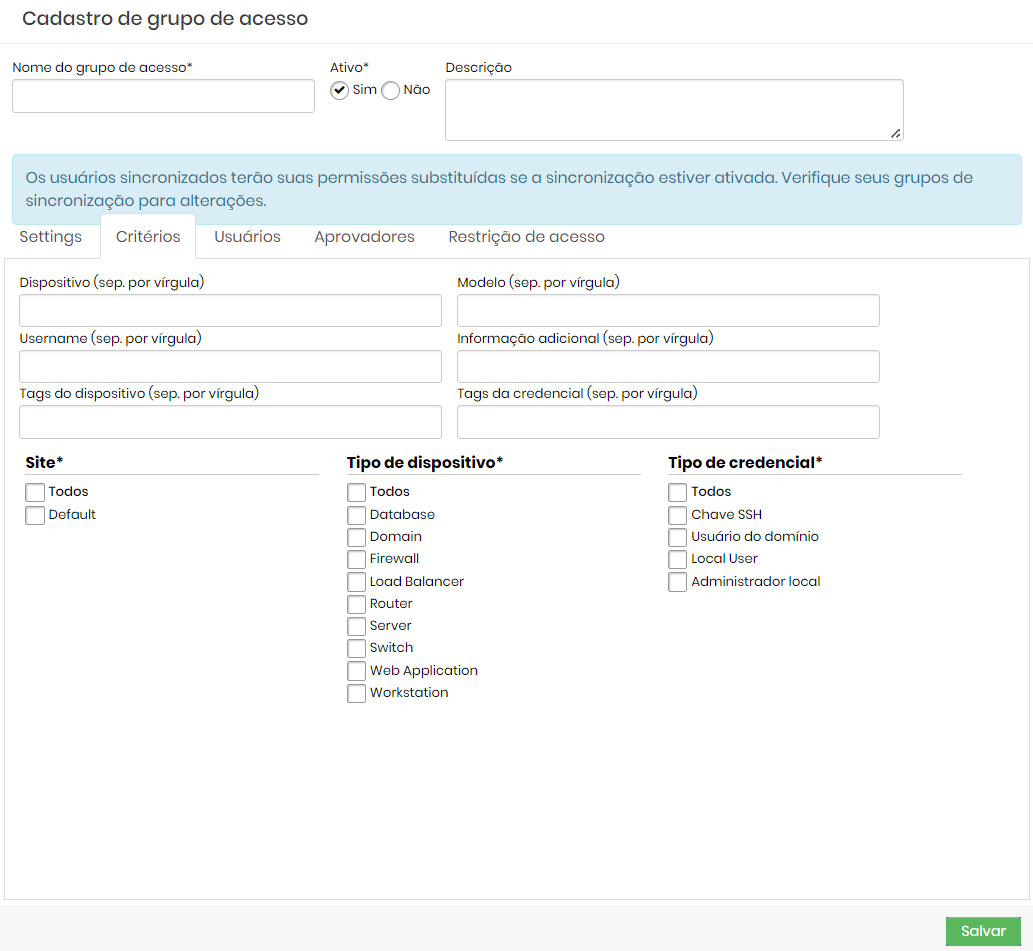 Cadastro de grupo de acesso
Nome do grupo de acesso*
Ativo*
Descrição
Sim
Não
Os usuários sincronizados terão suas permissões substituídas se a sincronização estiver ativada. Verifique seus grupos de
sincronização para alterações.
Settings
Critérios
Usuários
Aprovadores
Restrição de acesso
Dispositivo (sep. por vírgula)
Modelo (sep. por vírgula)
Username (sep. por vírgula)
Informação adicional (sep. por vírgula)
Tags do dispositivo (sep. por vírgula)
Tags da credencial (sep. por vírgula)
Site*
Todos
Default
Tipo de dispositivo*
Todos
Database
Domain
Firewall
Load Balancer
Router
Server
Switch
Web Application
Workstation
Tipo de credencial*
Todos
Chave SSH
Usuário do domínio
Local User
Administrador local
Salvar